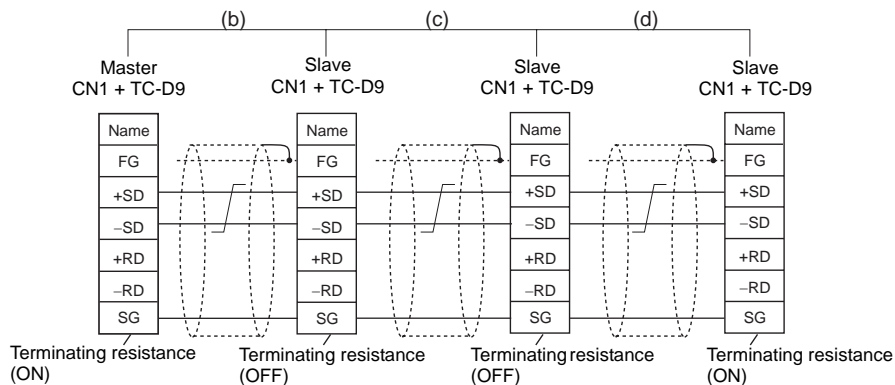 (b)
(c)
(d)
Master
CN1 + TC-D9
Slave
CN1 + TC-D9
Slave
CN1 + TC-D9
Slave
CN1 + TC-D9
Name
FG
+SD
−SD
+RD
−RD
SG
Name
FG
+SD
−SD
+RD
−RD
SG
Name
FG
+SD
−SD
+RD
−RD
SG
Name
FG
+SD
−SD
+RD
−RD
SG
Terminating resistance
(ON)
Terminating resistance
(OFF)
Terminating resistance
(OFF)
Terminating resistance
(ON)